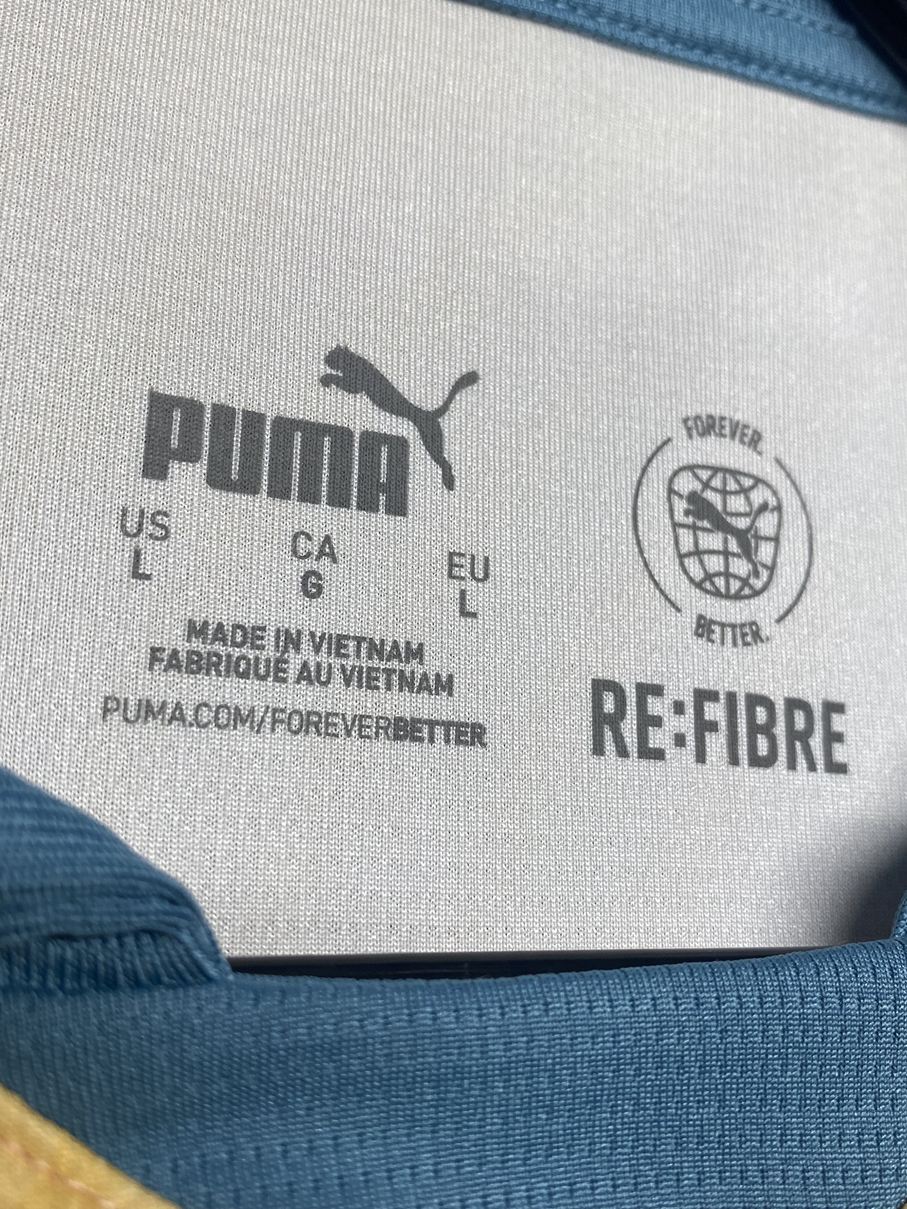 PUMA
US CA EU
L G L
MADE IN VIETNAM
FABRIQUÉ AU VIETNAM
PUMA.COM/FOREVERBETTER
FOREVER.
BETTER.
RE:FIBRE